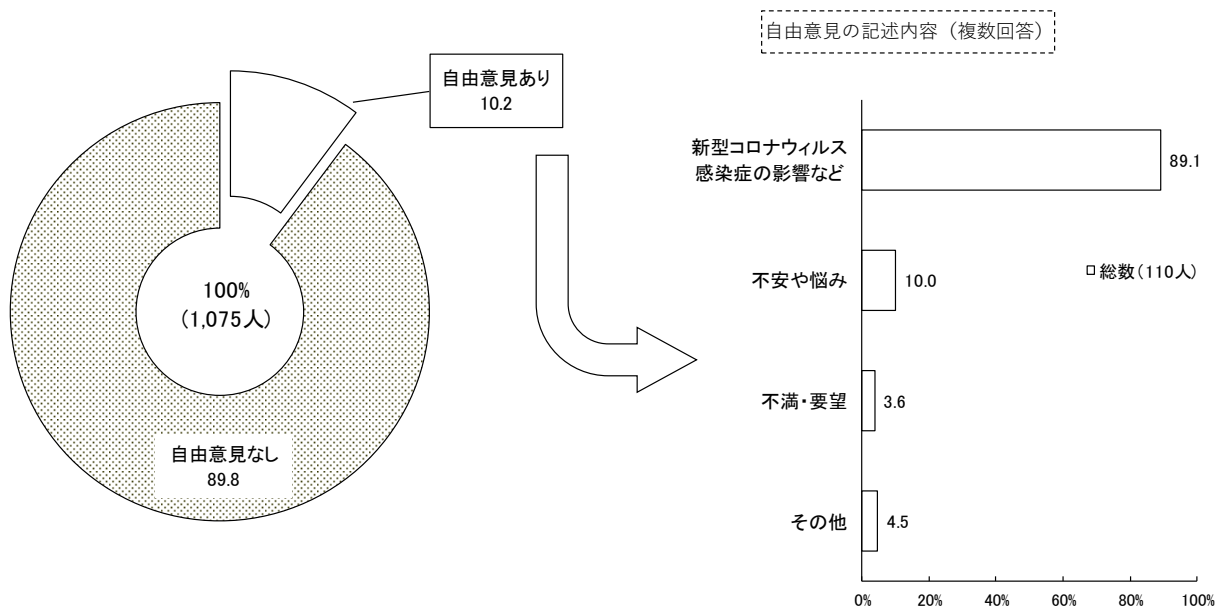 自由意見の記述内容（複数回答）
自由意見あり
10.2
100%
(1,075人)
自由意見なし
89.8
新型コロナウィルス
感染症の影響など
89.1
不安や悩み
10.0
総数(110人)
不満・要望
3.6
その他
4.5
0%
20%
40%
60%
80%
100%